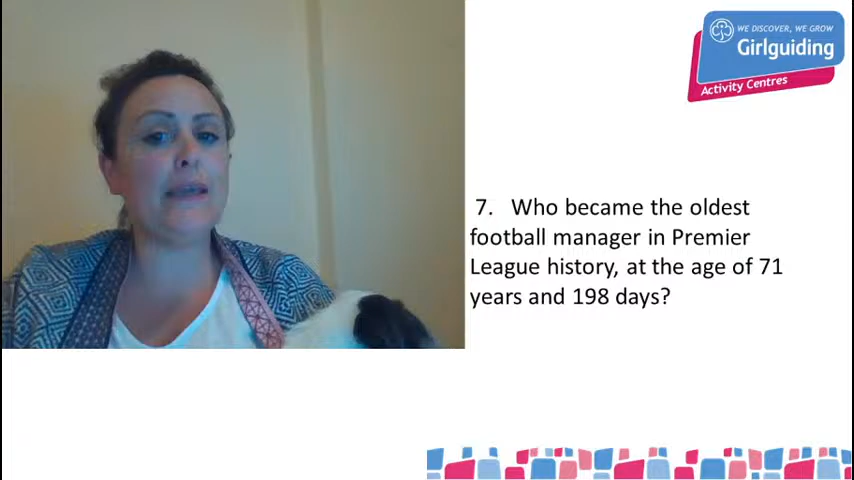 WE DISCOVER, WE GROW
Girlguiding
Activity Centres
7. Who became the oldest
football manager in Premier
League history, at the age of 71
years and 198 days?